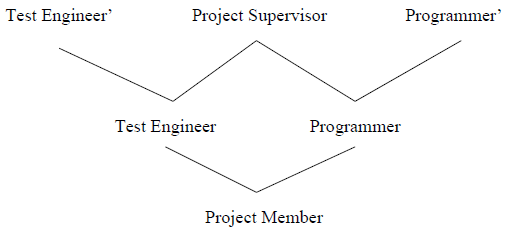 Test Engineer’ Project Supervisor Programmer’
Test Engineer Programmer
Project Member